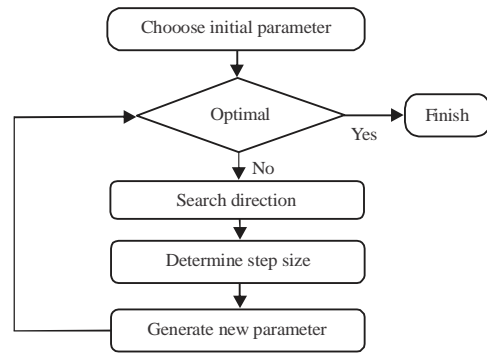 Chooose initial parameter
Optimal
Finish
Yes
No
Search direction
Determine step size
Generate new parameter